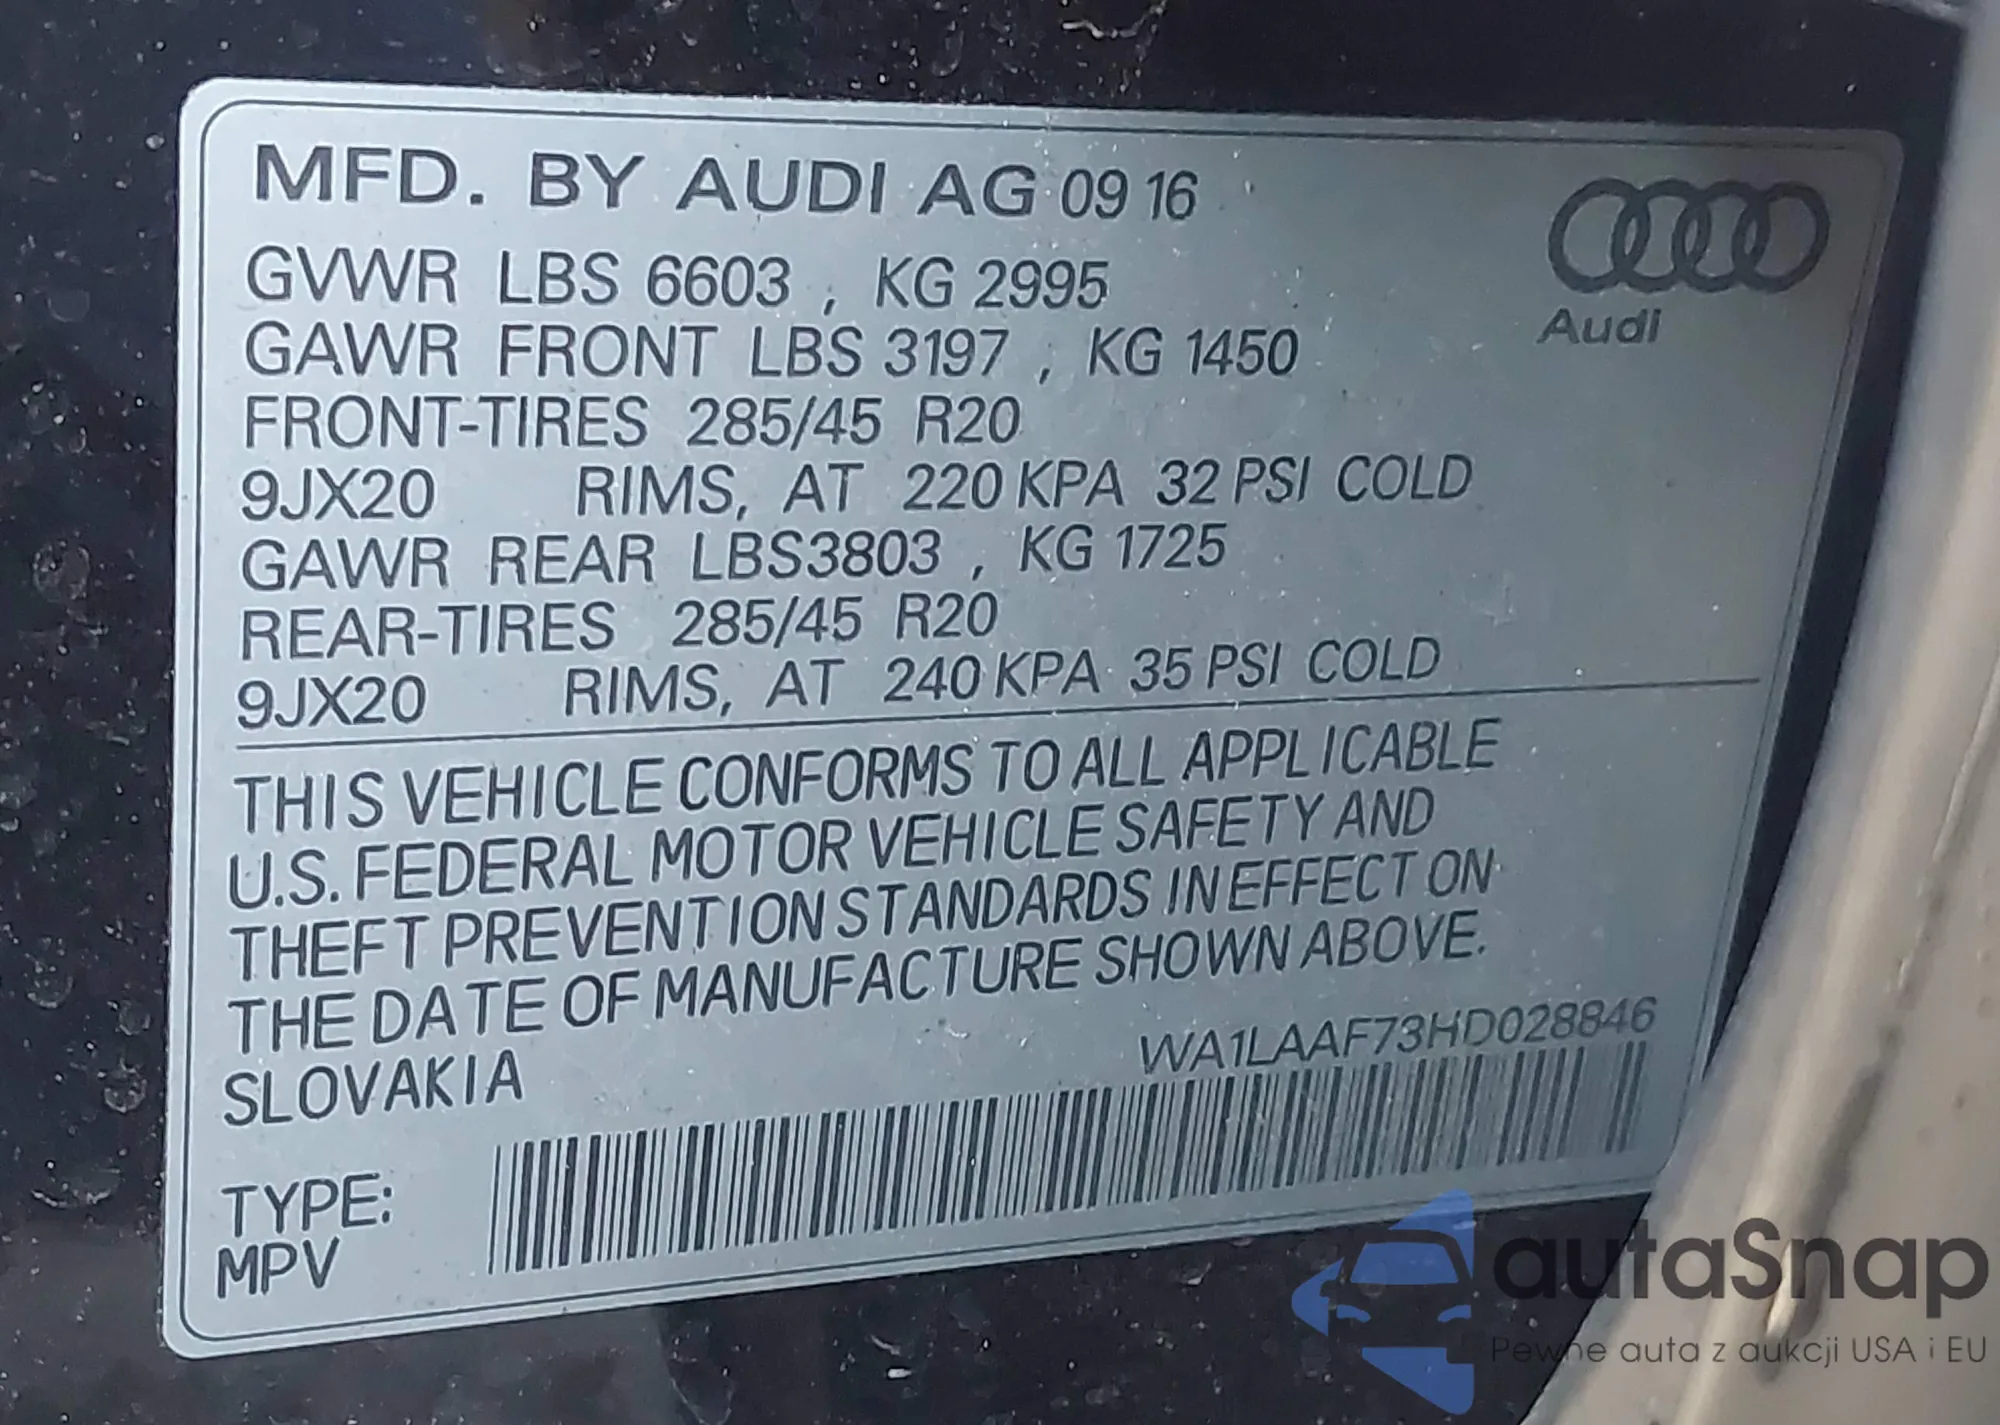 MFD. BY AUDI AG 09 16
GVWR LBS 6603 , KG 2995
GAWR FRONT LBS 3197 , KG 1450
Audi
FRONT-TIRES 285/45 R20
9JX20 RIMS, AT 220 KPA 32 PSI COLD
GAWR REAR LBS3803 , KG 1725
REAR-TIRES 285/45 R20
9JX20 RIMS, AT 240 KPA 35 PSI COLD
THIS VEHICLE CONFORMS TO ALL APPLICABLE
U.S. FEDERAL MOTOR VEHICLE SAFETY AND
THEFT PREVENTION STANDARDS IN EFFECT ON
THE DATE OF MANUFACTURE SHOWN ABOVE.
WA1LAAF73HD028846
SLOVAKIA
TYPE:
MPV
autaSnap
Pewne auta z aukcji USA i EU